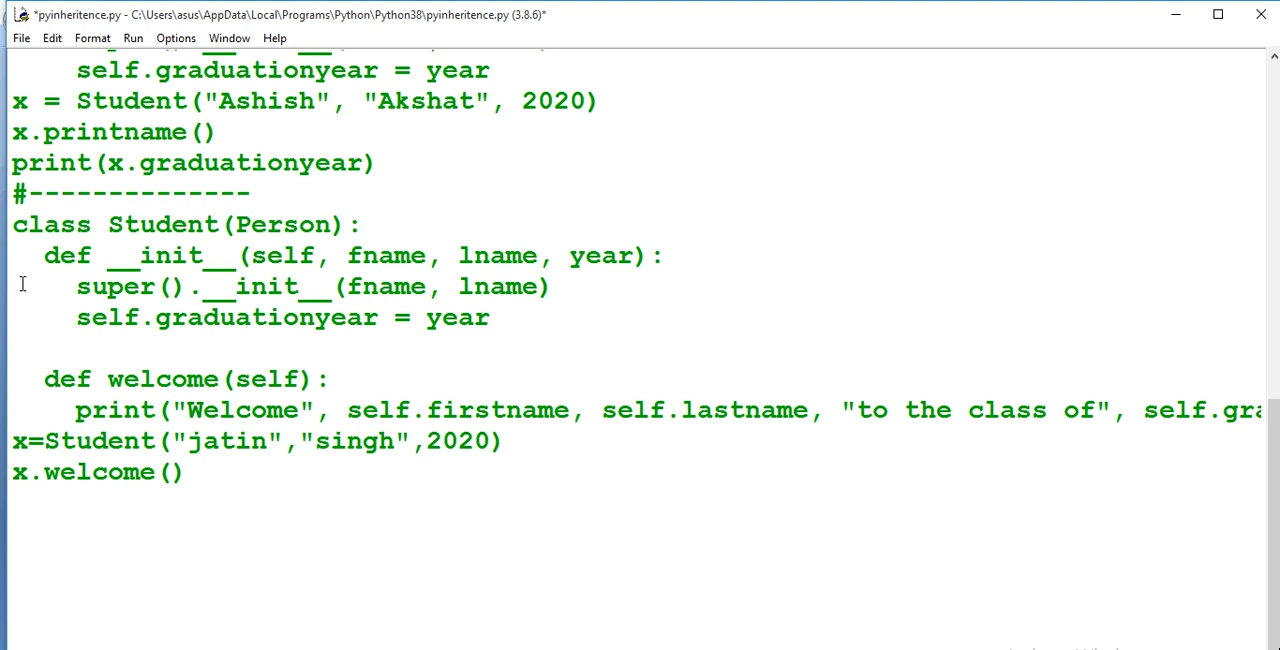 *pyinheritence.py - C:\Users\asus\AppData\Local\Programs\Python\Python38\pyinheritence.py (3.8.6)*
File Edit Format Run Options Window Help
self.graduationyear = year
x = Student("Ashish", "Akshat", 2020)
x.printname()
print(x.graduationyear)
#--------------
class Student(Person):
  def __init__(self, fname, lname, year):
    super().__init__(fname, lname)
    self.graduationyear = year
  def welcome(self):
    print("Welcome", self.firstname, self.lastname, "to the class of",
x=Student("jatin","singh",2020)
x.welcome()